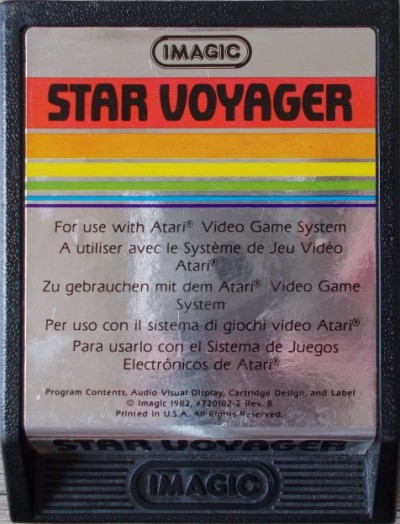 IMAGIC
STAR VOYAGER
For use with Atari® Video Game System
A utiliser avec le Système de Jeu Vidéo
Atari®
Zu gebrauchen mit dem Atari® Video Game
System
Per uso con il sistema di giochi video Atari®
Para usarlo con el Sistema de Juegos
Electrónicos de Atari®
Program Contents, Audio Visual Display, Cartridge Design, and Label
© Imagic 1982, #720102-2 Rev. B
Printed in U.S.A. All Rights Reserved.
STAR VOYAGER
IMAGIC